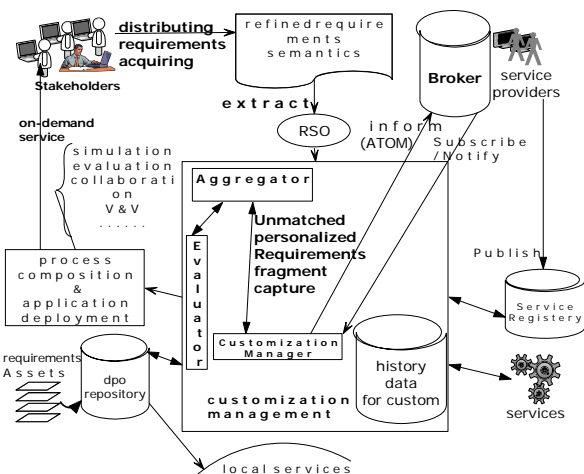 distributing
requirements
acquiring
Stakeholders
refinedrequire
ments
semantics
Broker
service
providers
extract
RSO
inform
(ATOM)
Subscribe
/Notify
on-demand
service
simulation
evaluation
collaborati
on
V&V
......
Aggregator
Unmatched
personalized
Requirements
fragment
capture
Evaluator
Publish
process
composition
&
application
deployment
Service
Registery
Customization
Manager
requirements
Assets
dpo
repository
history
data
for custom
customization
management
services
local services